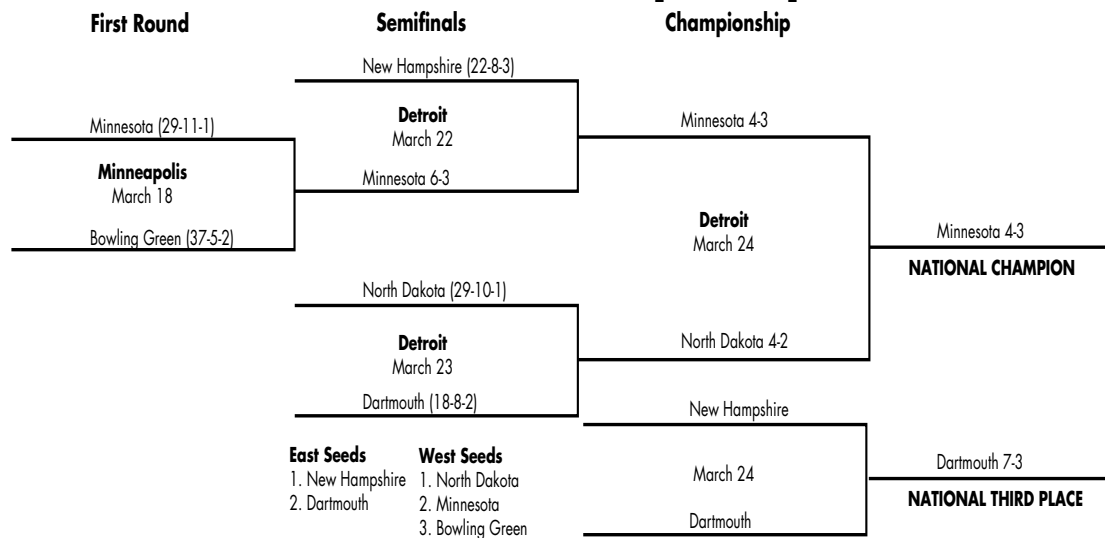 First Round
Semifinals
Championship
New Hampshire (22-8-3)
Detroit
March 22
Minnesota 6-3
Minnesota (29-11-1)
Minneapolis
March 18
Bowling Green (37-5-2)
North Dakota (29-10-1)
Detroit
March 23
Dartmouth (18-8-2)
Minnesota 4-3
Detroit
March 24
North Dakota 4-2
Minnesota 4-3
NATIONAL CHAMPION
New Hampshire
March 24
Dartmouth
Dartmouth 7-3
NATIONAL THIRD PLACE
East Seeds
1. New Hampshire
2. Dartmouth
West Seeds
1. North Dakota
2. Minnesota
3. Bowling Green